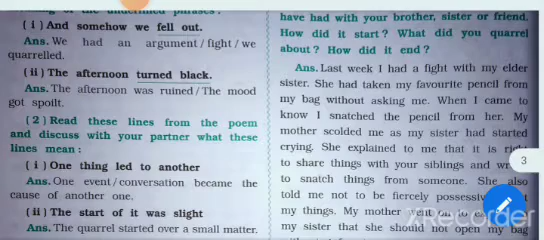 of the underlined phrases :
( i ) And somehow we fell out.
Ans. We had an argument / fight / we
quarrelled.
(ii) The afternoon turned black.
Ans. The afternoon was ruined / The mood
got spoilt.
( 2 ) Read these lines from the poem
and discuss with your partner what these
lines mean :
( i ) One thing led to another
Ans. One event / conversation became the
cause of another one.
(ii) The start of it was slight
Ans. The quarrel started over a small matter.
have had with your brother, sister or friend.
How did it start ? What did you quarrel
about ? How did it end ?
Ans. Last week I had a fight with my elder
sister. She had taken my favourite pencil from
my bag without asking me. When I came to
know I snatched the pencil from her. My
mother scolded me as my sister had started
crying. She explained to me that it is
to share things with your siblings and
to snatch things from someone. She also
told me not to be fiercely
my things. My mother went on to
my sister that she should not open my bag
3
RECORDER